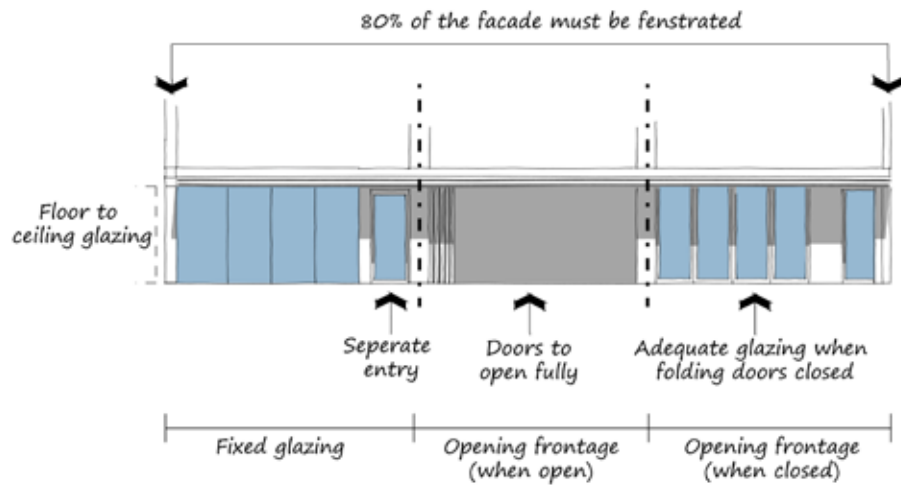 80% of the facade must be fenstrated
Floor to
ceiling glazing
Seperate
entry
Doors to
open fully
Adequate glazing when
folding doors closed
Fixed glazing
Opening frontage
(when open)
Opening frontage
(when closed)